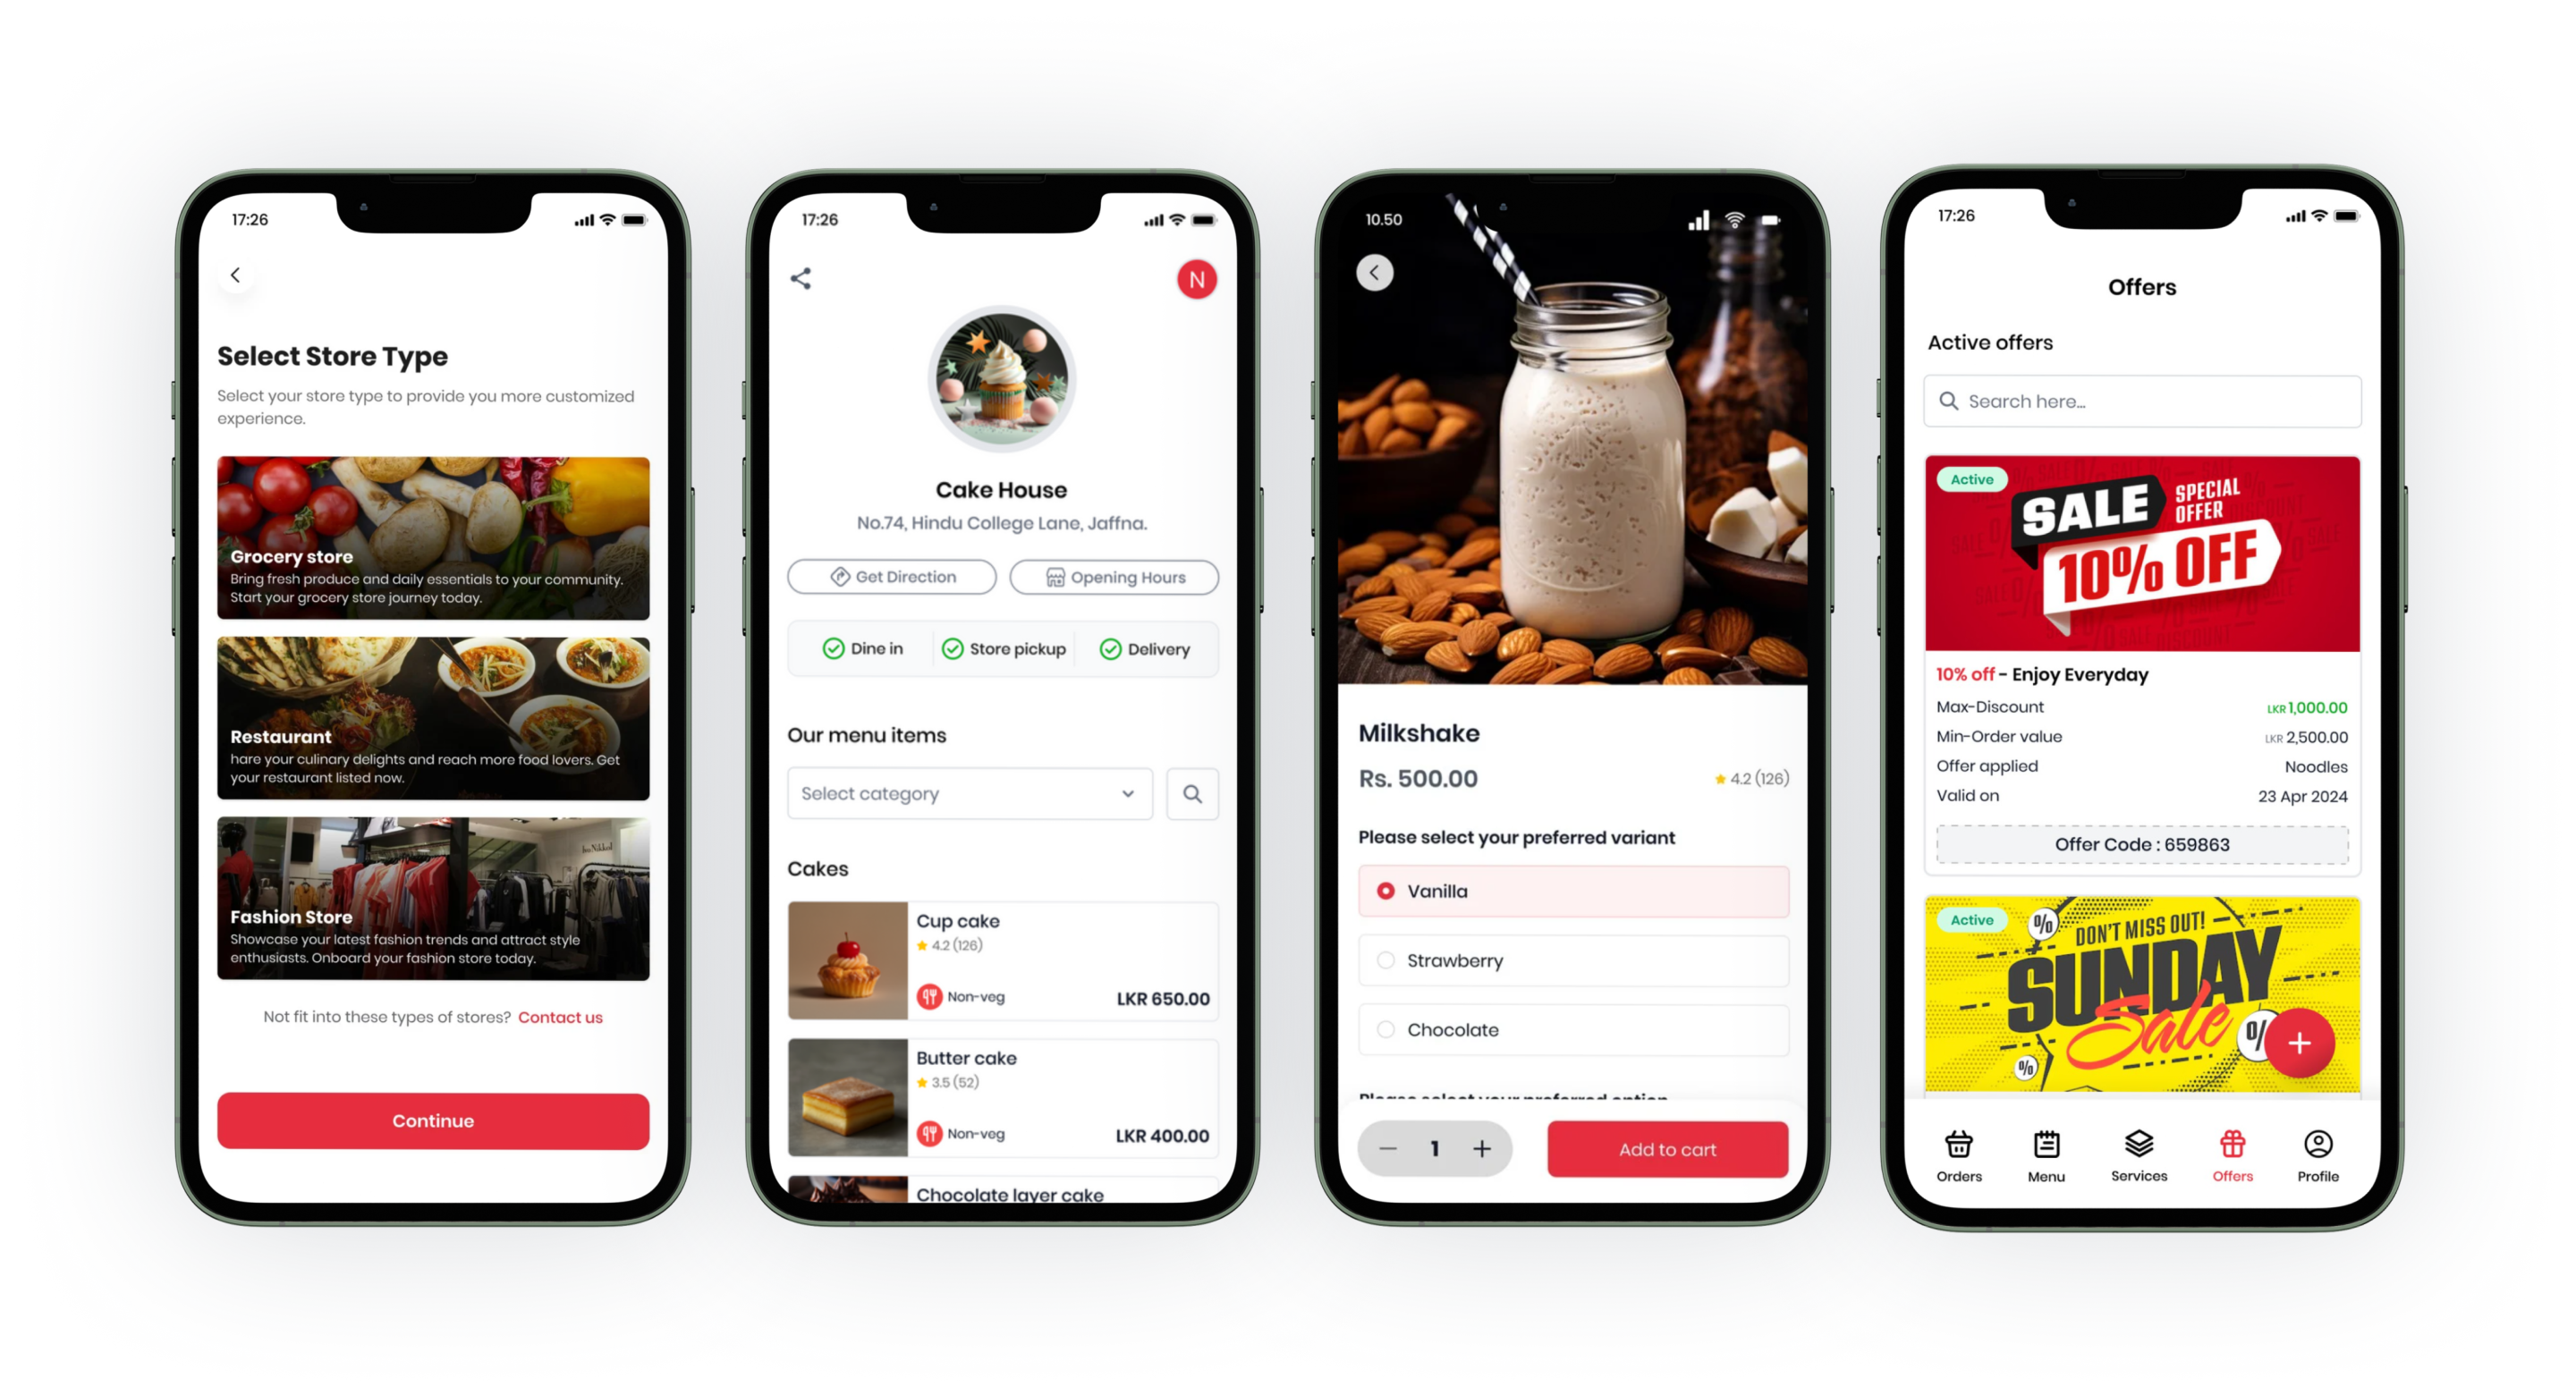 17:26
Select Store Type
Select your store type to provide you more customized
experience.
Grocery store
Bring fresh produce and daily essentials to your community.
Start your grocery store journey today.
Restaurant
hare your culinary delights and reach more food lovers. Get
your restaurant listed now.
Fashion Store
Showcase your latest fashion trends and attract style
enthusiasts. Onboard your fashion store today.
Not fit into these types of stores? Contact us
Continue
17:26
N
Cake House
No.74, Hindu College Lane, Jaffna.
Get Direction
Opening Hours
Dine in
Store pickup
Delivery
Our menu items
Select category
Cakes
Cup cake
4.2 (126)
Non-veg
LKR 650.00
Butter cake
3.5 (52)
Non-veg
LKR 400.00
Chocolate layer cake
10.50
Milkshake
Rs. 500.00
4.2 (126)
Please select your preferred variant
Vanilla
Strawberry
Chocolate
Please select your preferred option
1
Add to cart
17:26
Offers
Active offers
Search here...
Active
SALE
SPECIAL
OFFER
10% OFF
10% off - Enjoy Everyday
Max-Discount
LKR 1,000.00
Min-Order value
LKR 2,500.00
Offer applied
Noodles
Valid on
23 Apr 2024
Offer Code : 659863
Active
%
DON'T MISS OUT!
SUNDAY
Sale
%
%
Orders
Menu
Services
Offers
Profile